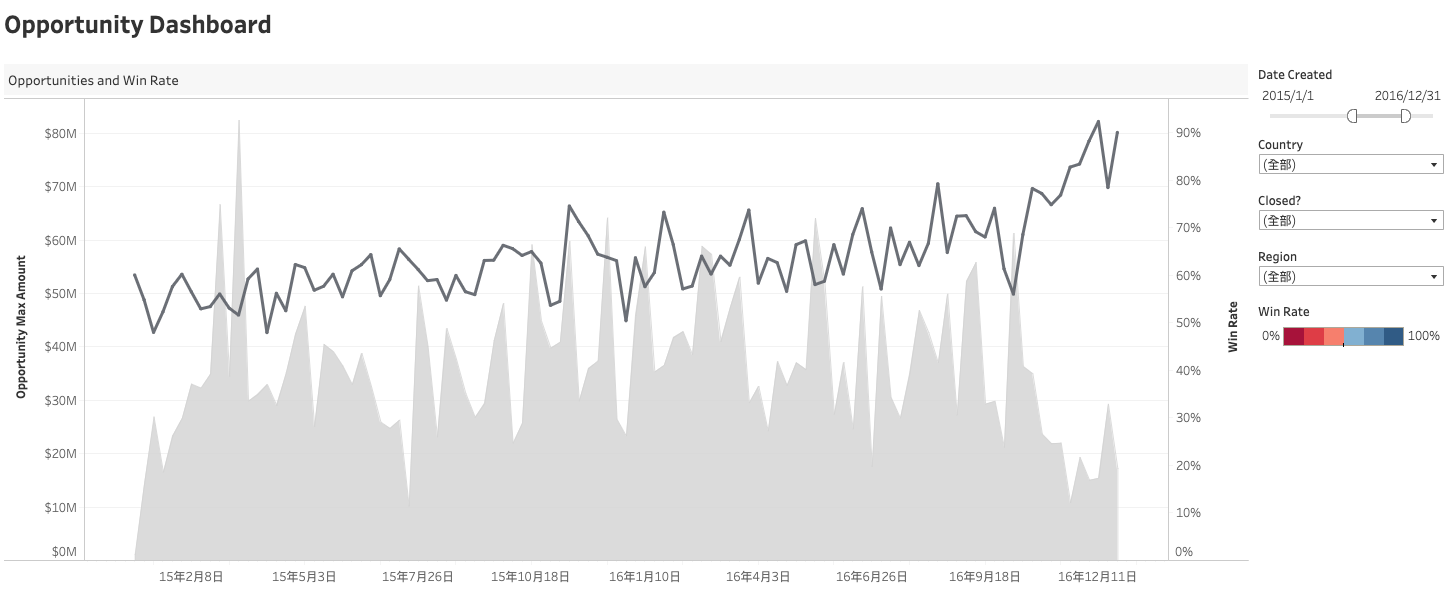 Opportunity Dashboard
Opportunities and Win Rate
$80M
$70M
$60M
$50M
$40M
$30M
$20M
$10M
$0M
Opportunity Max Amount
90%
80%
70%
60%
50%
40%
30%
20%
10%
0%
Win Rate
15年2月8日
15年5月3日
15年7月26日
15年10月18日
16年1月10日
16年4月3日
16年6月26日
16年9月18日
16年12月11日
Date Created
2015/1/1 2016/12/31
Country
(全部)
Closed?
(全部)
Region
(全部)
Win Rate
0% 100%